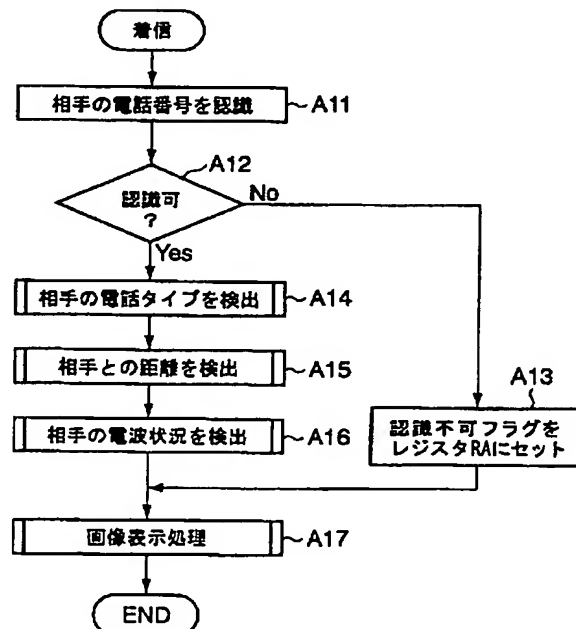 着信
相手の電話番号を認識
A11
A12
認識可
?
No
Yes
相手の電話タイプを検出
A14
相手との距離を検出
A15
A13
認識不可フラグを
レジスタRAにセット
相手の電波状況を検出
A16
画像表示処理
A17
END